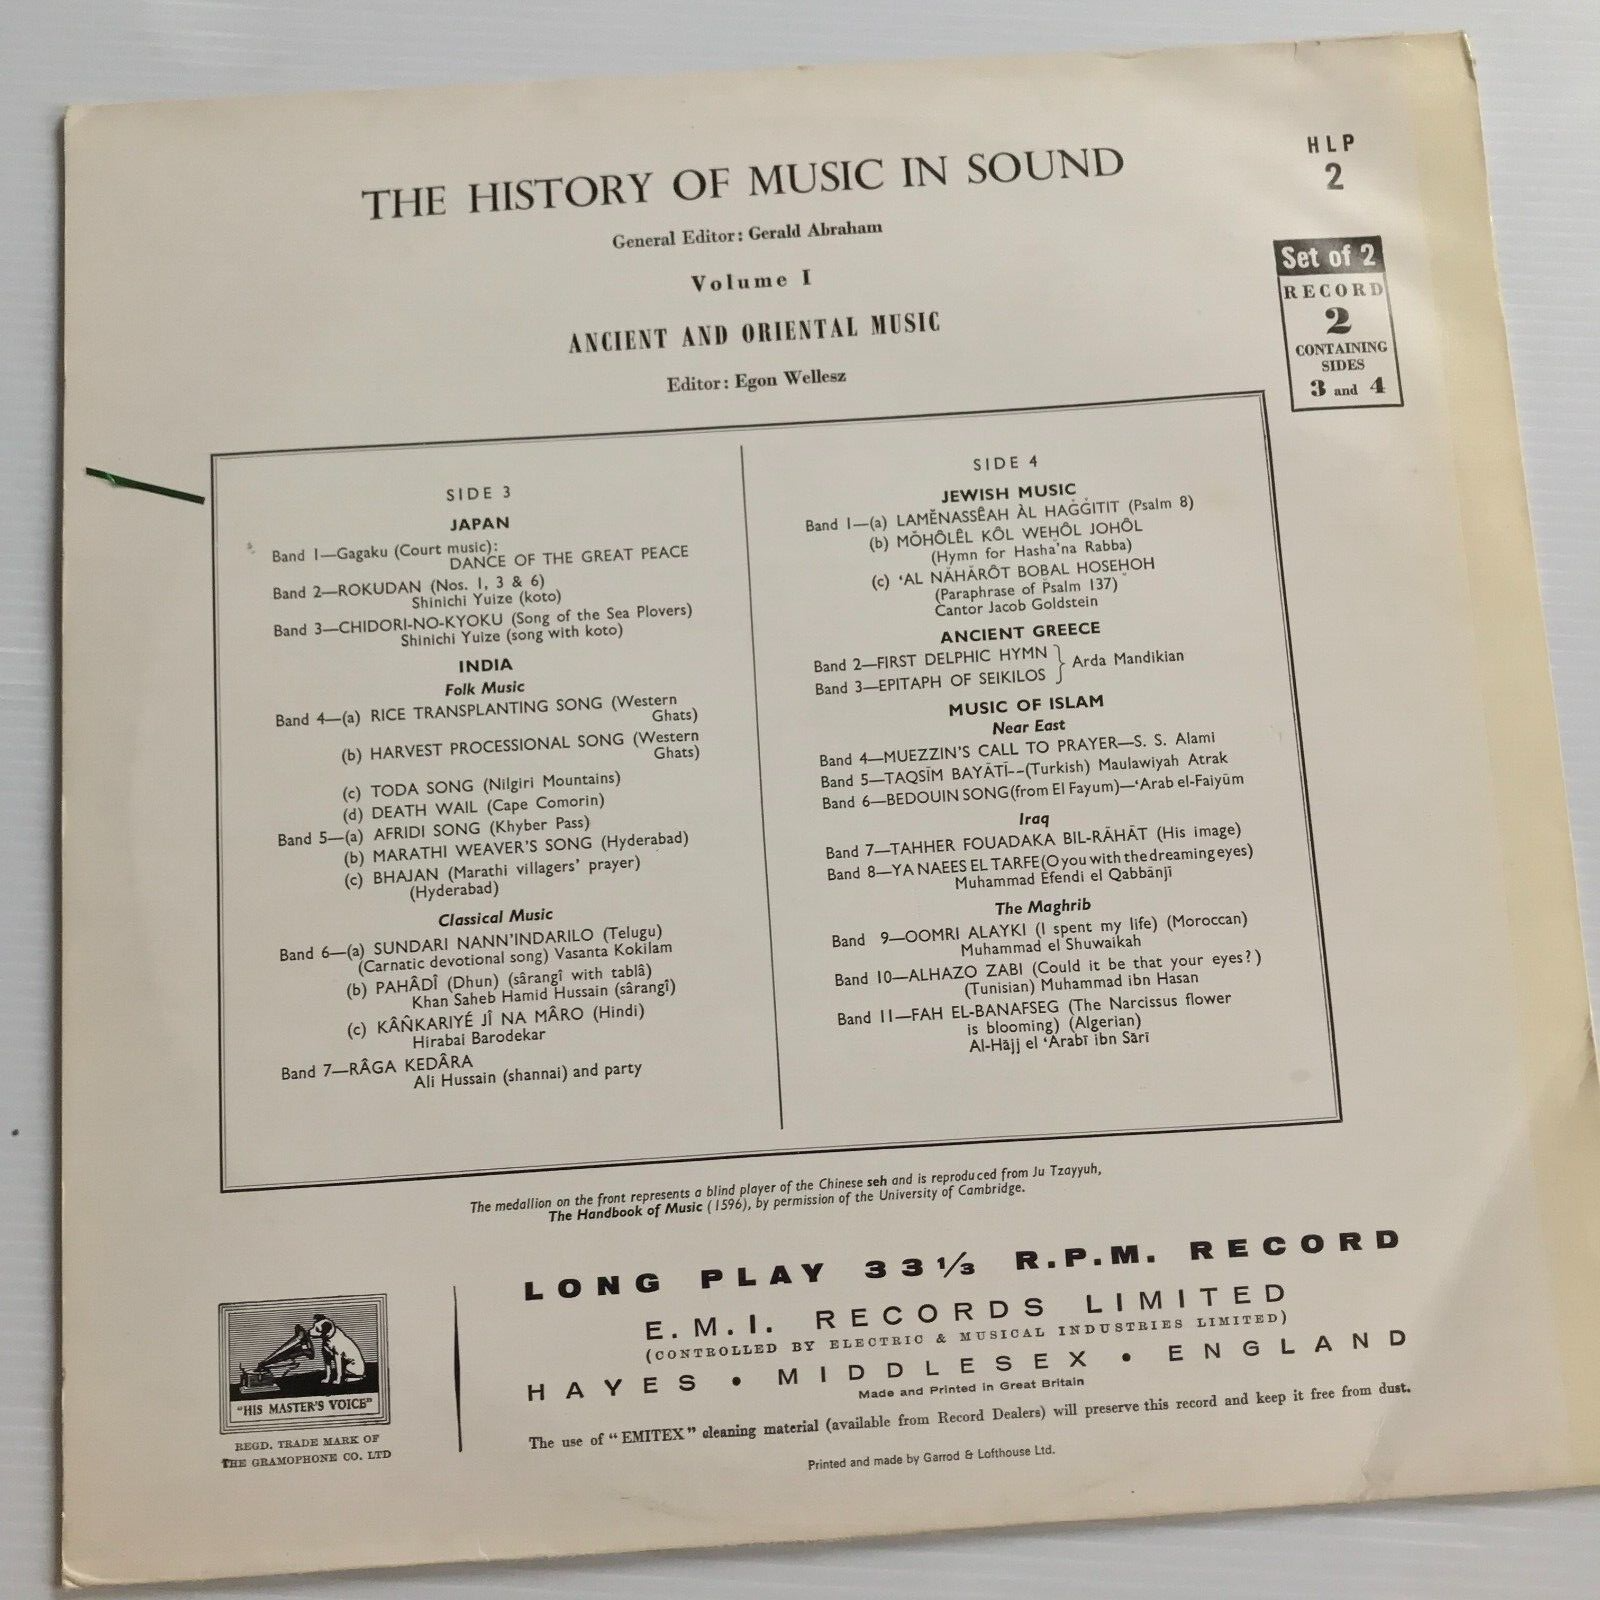 THE HISTORY OF MUSIC IN SOUND
General Editor: Gerald Abraham
Volume I
ANCIENT AND ORIENTAL MUSIC
Editor: Egon Wellesz
HLP
2
Set of 2
RECORD
2
CONTAINING
SIDES
3 and 4
SIDE 3
JAPAN
Band 1—Gagaku (Court music):
DANCE OF THE GREAT PEACE
Band 2—ROKUDAN (Nos. 1, 3 & 6)
Shinichi Yuize (koto)
Band 3—CHIDORI-NO-KYOKU (Song of the Sea Plovers)
Shinichi Yuize (song with koto)
INDIA
Folk Music
Band 4—(a) RICE TRANSPLANTING SONG (Western
Ghats)
(b) HARVEST PROCESSIONAL SONG (Western
Ghats)
(c) TODA SONG (Nilgiri Mountains)
(d) DEATH WAIL (Cape Comorin)
Band 5—(a) AFRIDI SONG (Khyber Pass)
(b) MARATHI WEAVER'S SONG (Hyderabad)
(c) BHAJAN (Marathi villagers' prayer)
(Hyderabad)
Classical Music
Band 6—(a) SUNDARI NANN'INDARILO (Telugu)
(Carnatic devotional song) Vasanta Kokilam
(b) PAHÂDÎ (Dhun) (sârangî with tablâ)
Khan Saheb Hamid Hussain (sârangî)
(c) KÂÑKARIYÉ JÎ NA MÂRO (Hindi)
Hirabai Barodekar
Band 7—RÂGA KEDÂRA
Ali Hussain (shannai) and party
SIDE 4
JEWISH MUSIC
Band 1—(a) LAMĔNASSÊAH ÀL HAĞĞITIT (Psalm 8)
(b) MŎHÔLÊL KÔL WEḤÔL JOHÔL
(Hymn for Hasha'na Rabba)
(c) ‘AL NĂHĂRÔT BOBAL HOSEḤOH
(Paraphrase of Psalm 137)
Cantor Jacob Goldstein
ANCIENT GREECE
Band 2—FIRST DELPHIC HYMN
Band 3—EPITAPH OF SEIKILOS } Arda Mandikian
MUSIC OF ISLAM
Near East
Band 4—MUEZZIN'S CALL TO PRAYER—S. S. Alami
Band 5—TAQSĪM BAYĀTĪ--(Turkish) Maulawiyah Atrak
Band 6—BEDOUIN SONG (from El Fayum)—‘Arab el-Faiyūm
Iraq
Band 7—TAHHER FOUADAKA BIL-RĀHĀT (His image)
Band 8—YA NAEES EL TARFE (O you with the dreaming eyes)
Muhammad Efendi el Qabbānjī
The Maghrib
Band 9—OOMRI ALAYKI (I spent my life) (Moroccan)
Muhammad el Shuwaikah
Band 10—ALHAZO ZABI (Could it be that your eyes?)
(Tunisian) Muhammad ibn Hasan
Band 11—FAH EL-BANAFSEG (The Narcissus flower
is blooming) (Algerian)
Al-Hājj el ‘Arabī ibn Sārī
The medallion on the front represents a blind player of the Chinese seh and is reproduced from Ju Tzayyuh,
The Handbook of Music (1596), by permission of the University of Cambridge.
LONG PLAY 33⅓ R.P.M. RECORD
E.M.I. RECORDS LIMITED
(CONTROLLED BY ELECTRIC & MUSICAL INDUSTRIES LIMITED)
HAYES • MIDDLESEX • ENGLAND
Made and Printed in Great Britain
The use of "EMITEX" cleaning material (available from Record Dealers) will preserve this record and keep it free from dust.
Printed and made by Garrod & Lofthouse Ltd.
"HIS MASTER'S VOICE"
REGD. TRADE MARK OF
THE GRAMOPHONE CO. LTD